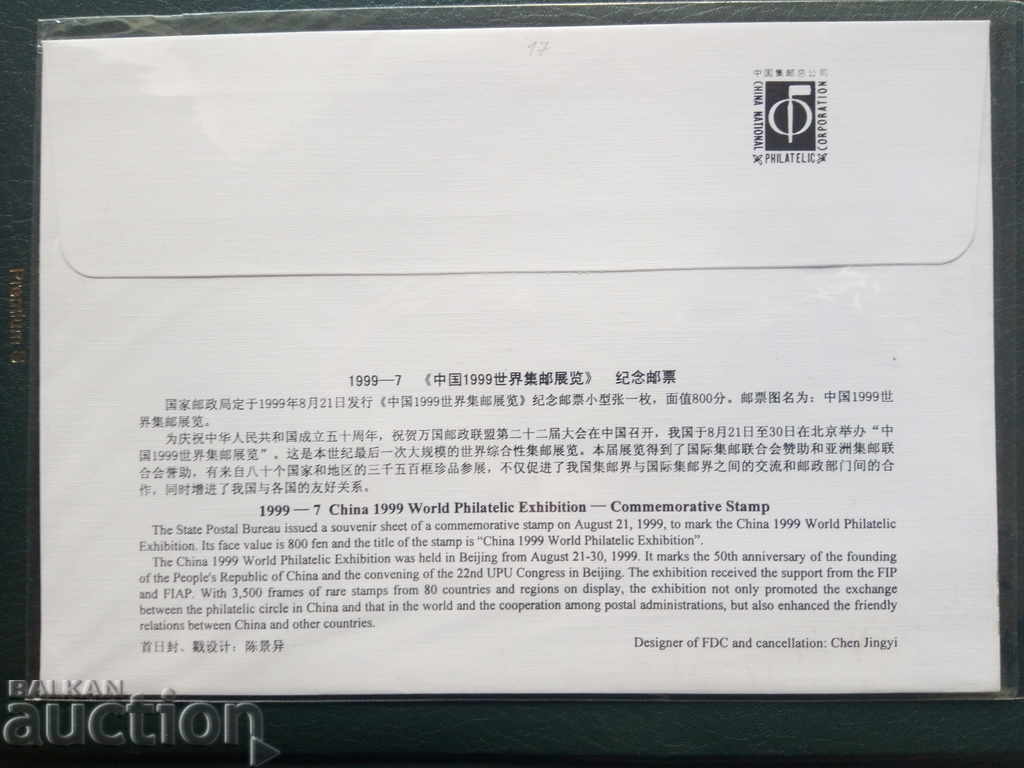 17
中国集邮总公司
CHINA NATIONAL
PHILATELIC
CORPORATION
Premium S
1999—7 《中国1999世界集邮展览》 纪念邮票
国家邮政局定于1999年8月21日发行《中国1999世界集邮展览》纪念邮票小型张一枚，面值800分。邮票图名为：中国1999世
界集邮展览。
为庆祝中华人民共和国成立五十周年，祝贺万国邮政联盟第二十二届大会在中国召开，我国于8月21日至30日在北京举办“中
国1999世界集邮展览”。这是本世纪最后一次大规模的世界综合性集邮展览。本届展览得到了国际集邮联合会赞助和亚洲集邮联
合会誉助，有来自八十个国家和地区的三千五百框珍品参展，不仅促进了我国集邮界与国际集邮界之间的交流和邮政部门间的合
作，同时增进了我国与各国的友好关系。
1999 — 7 China 1999 World Philatelic Exhibition — Commemorative Stamp
The State Postal Bureau issued a souvenir sheet of a commemorative stamp on August 21, 1999, to mark the China 1999 World Philatelic
Exhibition. Its face value is 800 fen and the title of the stamp is “China 1999 World Philatelic Exhibition”.
The China 1999 World Philatelic Exhibition was held in Beijing from August 21-30, 1999. It marks the 50th anniversary of the founding
of the People's Republic of China and the convening of the 22nd UPU Congress in Beijing. The exhibition received the support from the FIP
and FIAP. With 3,500 frames of rare stamps from 80 countries and regions on display, the exhibition not only promoted the exchange
between the philatelic circle in China and that in the world and the cooperation among postal administrations, but also enhanced the friendly
relations between China and other countries.
首日封、戳设计：陈景异 Designer of FDC and cancellation: Chen Jingyi
BALKAN
auction